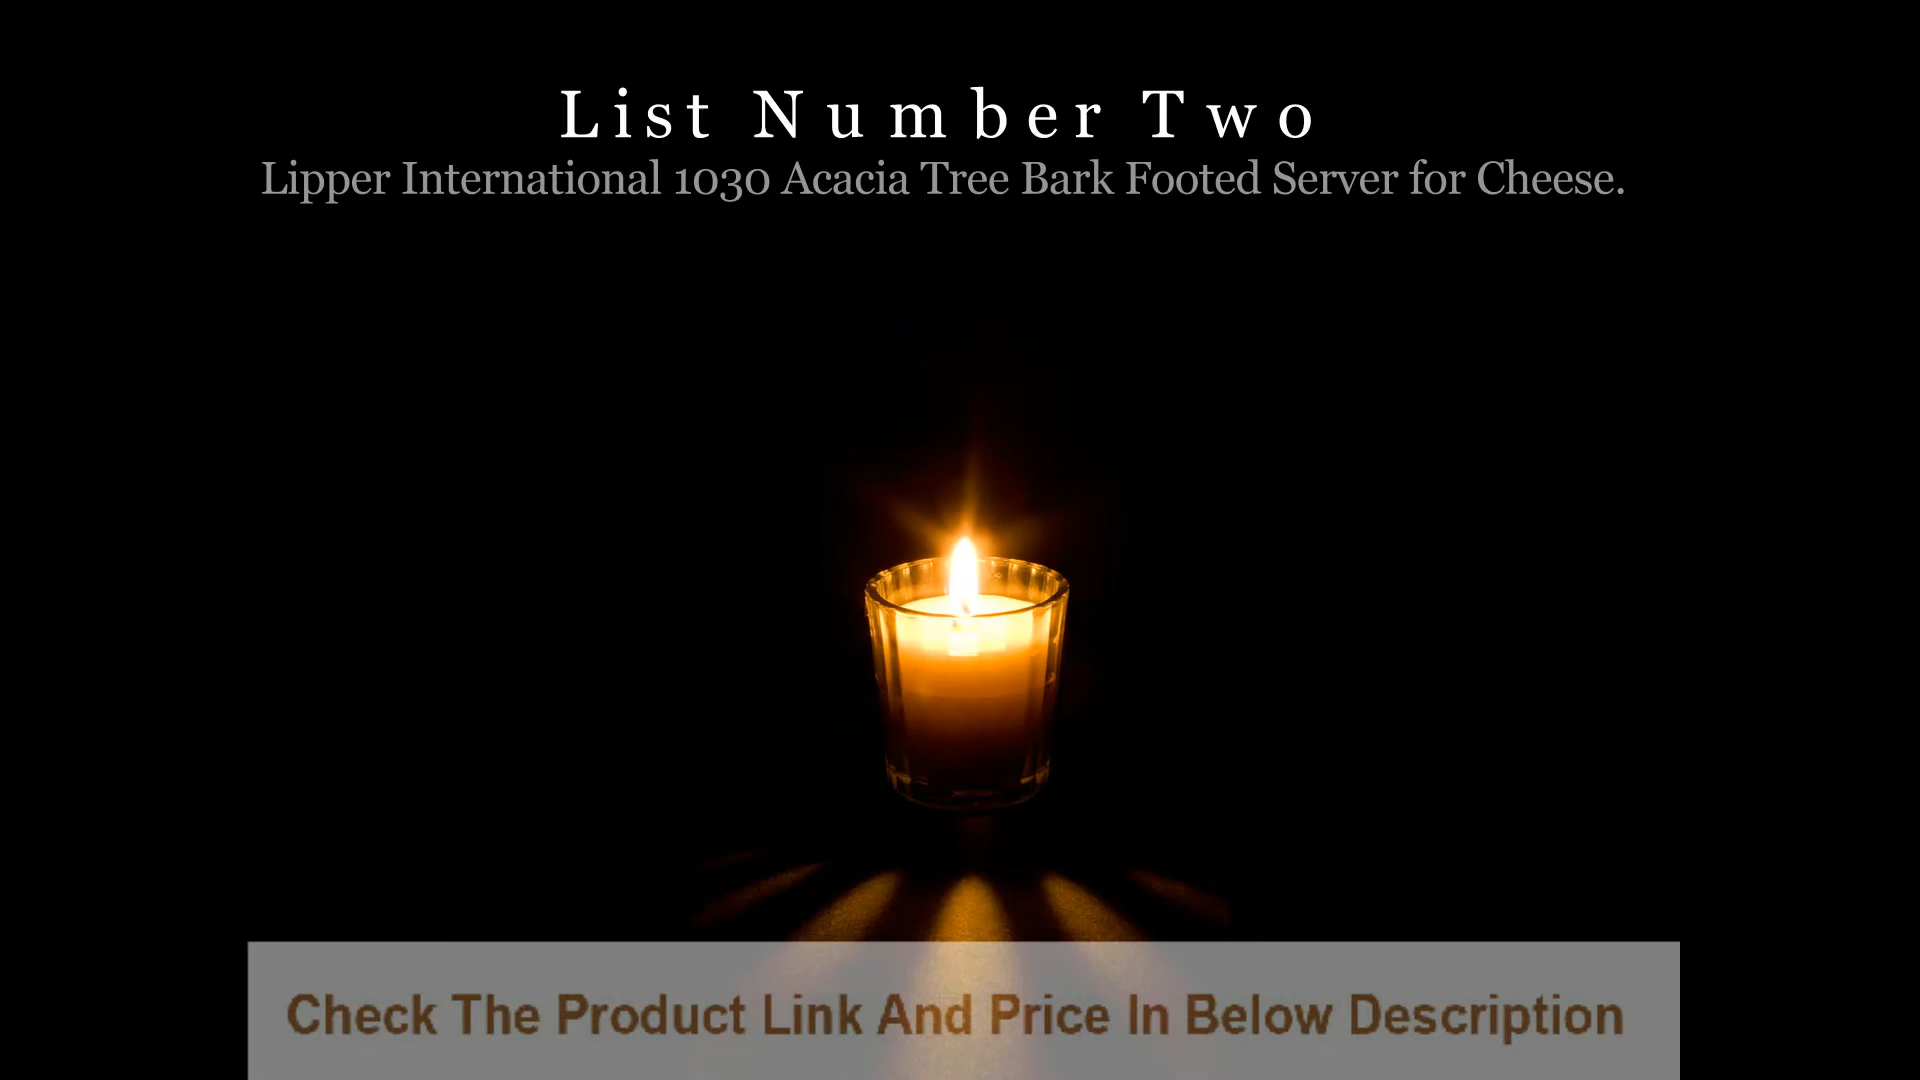 List Number Two
Lipper International 1030 Acacia Tree Bark Footed Server for Cheese.
Check The Product Link And Price In Below Description